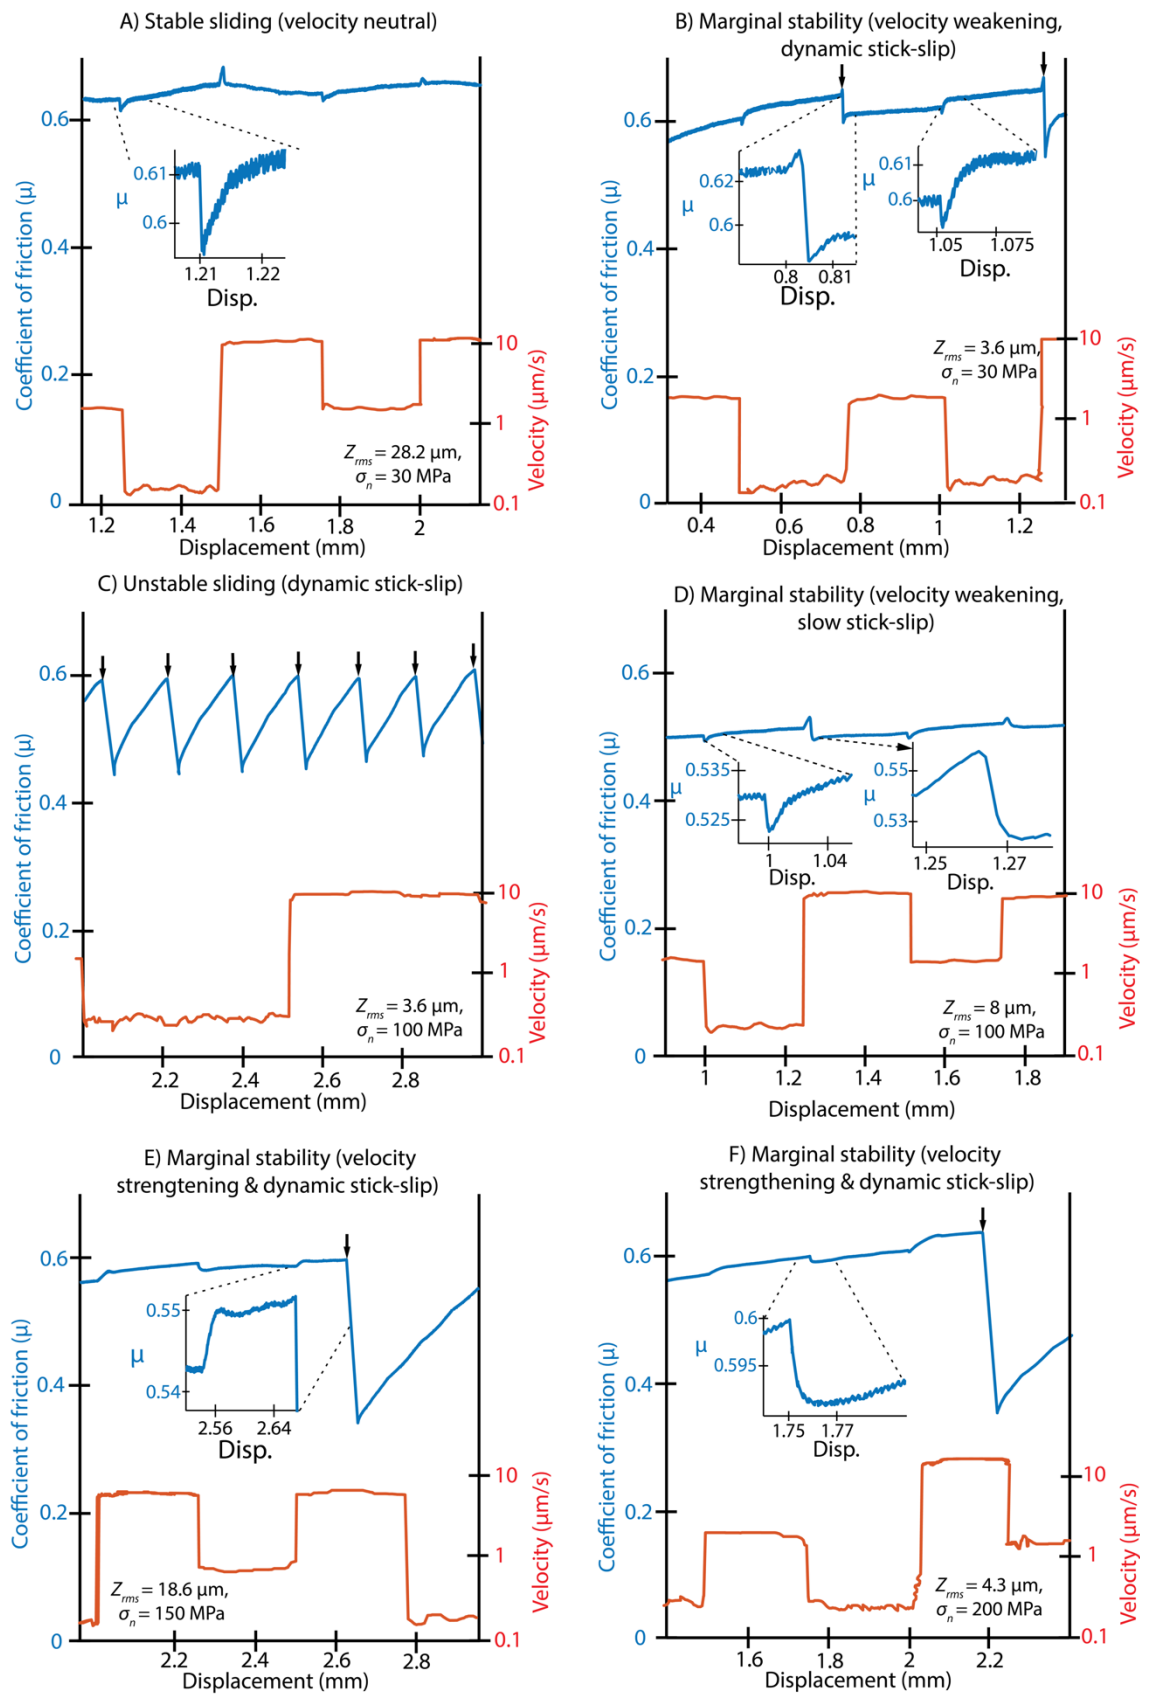 A) Stable sliding (velocity neutral)
Coefficient of friction (µ)
0.6
0.4
0.2
0
µ
0.61
0.6
1.21 1.22
Disp.
10
1
0.1
Velocity (µm/s)
Zrms = 28.2 µm,
σn = 30 MPa
1.2 1.4 1.6 1.8 2
Displacement (mm)
B) Marginal stability (velocity weakening,
dynamic stick-slip)
Coefficient of friction (µ)
0.6
0.4
0.2
0
µ
0.62
0.6
0.8 0.81
Disp.
µ
0.61
0.6
1.05 1.075
Disp.
10
1
0.1
Velocity (µm/s)
Zrms = 3.6 µm,
σn = 30 MPa
0.4 0.6 0.8 1 1.2
Displacement (mm)
C) Unstable sliding (dynamic stick-slip)
Coefficient of friction (µ)
0.6
0.4
0.2
0
10
1
0.1
Velocity (µm/s)
Zrms = 3.6 µm,
σn = 100 MPa
2.2 2.4 2.6 2.8
Displacement (mm)
D) Marginal stability (velocity weakening,
slow stick-slip)
Coefficient of friction (µ)
0.6
0.4
0.2
0
µ
0.535
0.525
1 1.04
Disp.
µ
0.55
0.53
1.25 1.27
Disp.
10
1
0.1
Velocity (µm/s)
Zrms = 8 µm,
σn = 100 MPa
1 1.2 1.4 1.6 1.8
Displacement (mm)
E) Marginal stability (velocity
strengtening & dynamic stick-slip)
Coefficient of friction (µ)
0.6
0.4
0.2
0
µ
0.55
0.54
2.56 2.64
Disp.
10
1
0.1
Velocity (µm/s)
Zrms = 18.6 µm,
σn = 150 MPa
2.2 2.4 2.6 2.8
Displacement (mm)
F) Marginal stability (velocity
strengthening & dynamic stick-slip)
Coefficient of friction (µ)
0.6
0.4
0.2
0
µ
0.6
0.595
1.75 1.77
Disp.
10
1
0.1
Velocity (µm/s)
Zrms = 4.3 µm,
σn = 200 MPa
1.6 1.8 2 2.2
Displacement (mm)